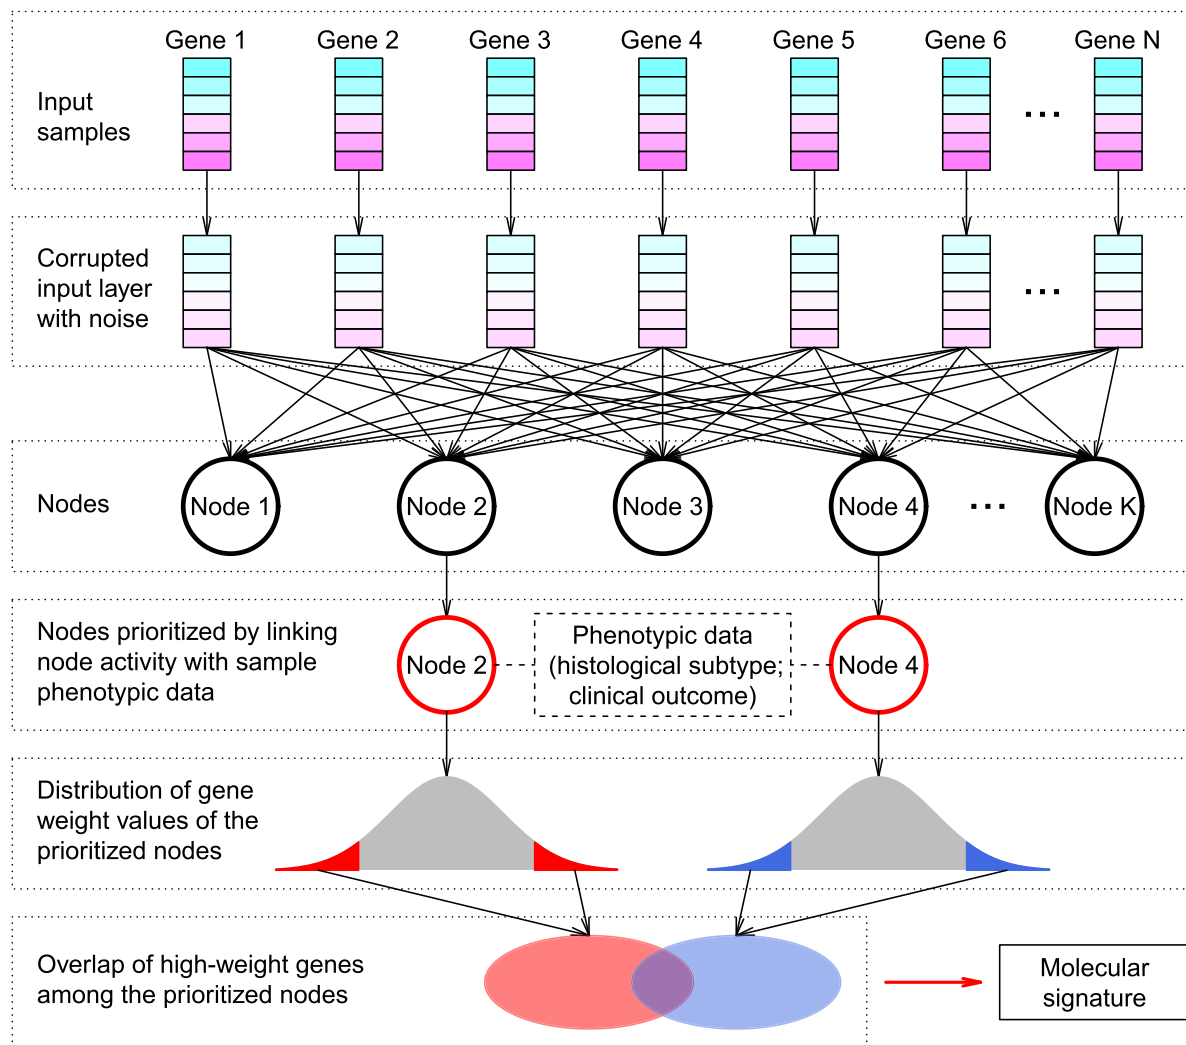 Gene 1 Gene 2 Gene 3 Gene 4 Gene 5 Gene 6 Gene N
Input
samples
...
Corrupted
input layer
with noise
...
Nodes
Node 1 Node 2 Node 3 Node 4 ... Node K
Nodes prioritized by linking
node activity with sample
phenotypic data
Node 2
Phenotypic data
(histological subtype;
clinical outcome)
Node 4
Distribution of gene
weight values of the
prioritized nodes
Overlap of high-weight genes
among the prioritized nodes
Molecular
signature